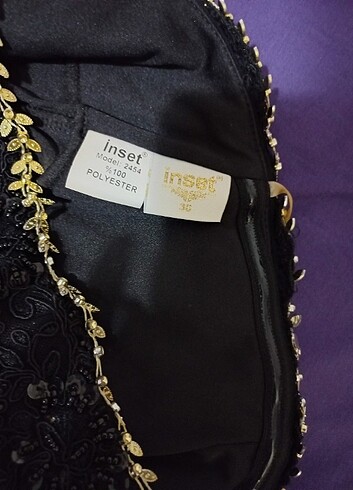 inset®
Model: 2454
%100
POLYESTER
inset
36